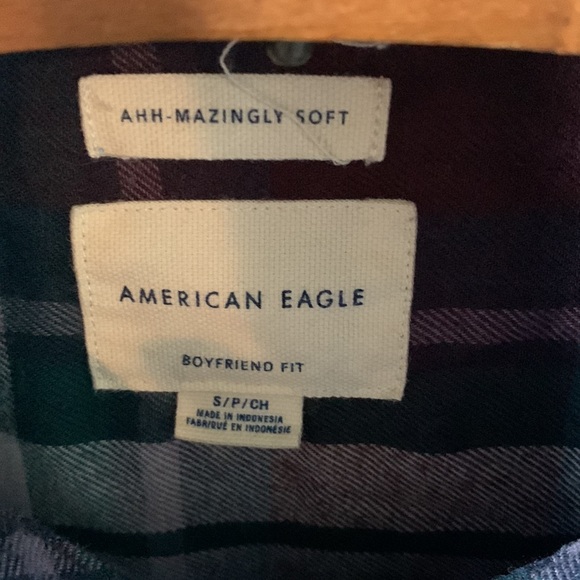 AHH-MAZINGLY SOFT
AMERICAN EAGLE
BOYFRIEND FIT
S/P/CH
MADE IN INDONESIA
FABRIQUÉ EN INDONÉSIE